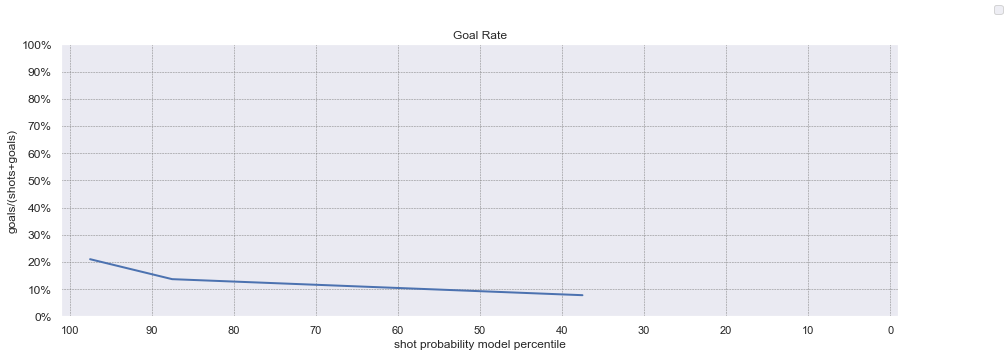 Goal Rate
100%
90%
80%
70%
60%
50%
40%
30%
20%
10%
0%
goals/(shots+goals)
100 90 80 70 60 50 40 30 20 10 0
shot probability model percentile